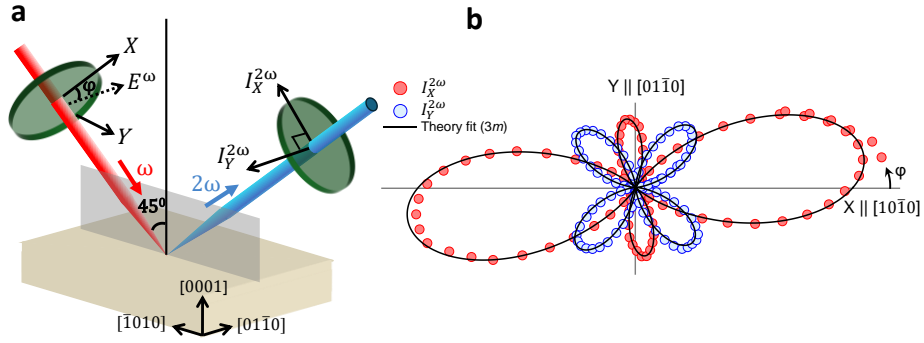 a
X
φ
E^ω
Y
ω
45⁰
2ω
I_X^{2ω}
I_Y^{2ω}
[0001]
[1̄010]
[011̄0]
b
I_X^{2ω}
I_Y^{2ω}
Theory fit (3m)
Y || [011̄0]
φ
X || [101̄0]